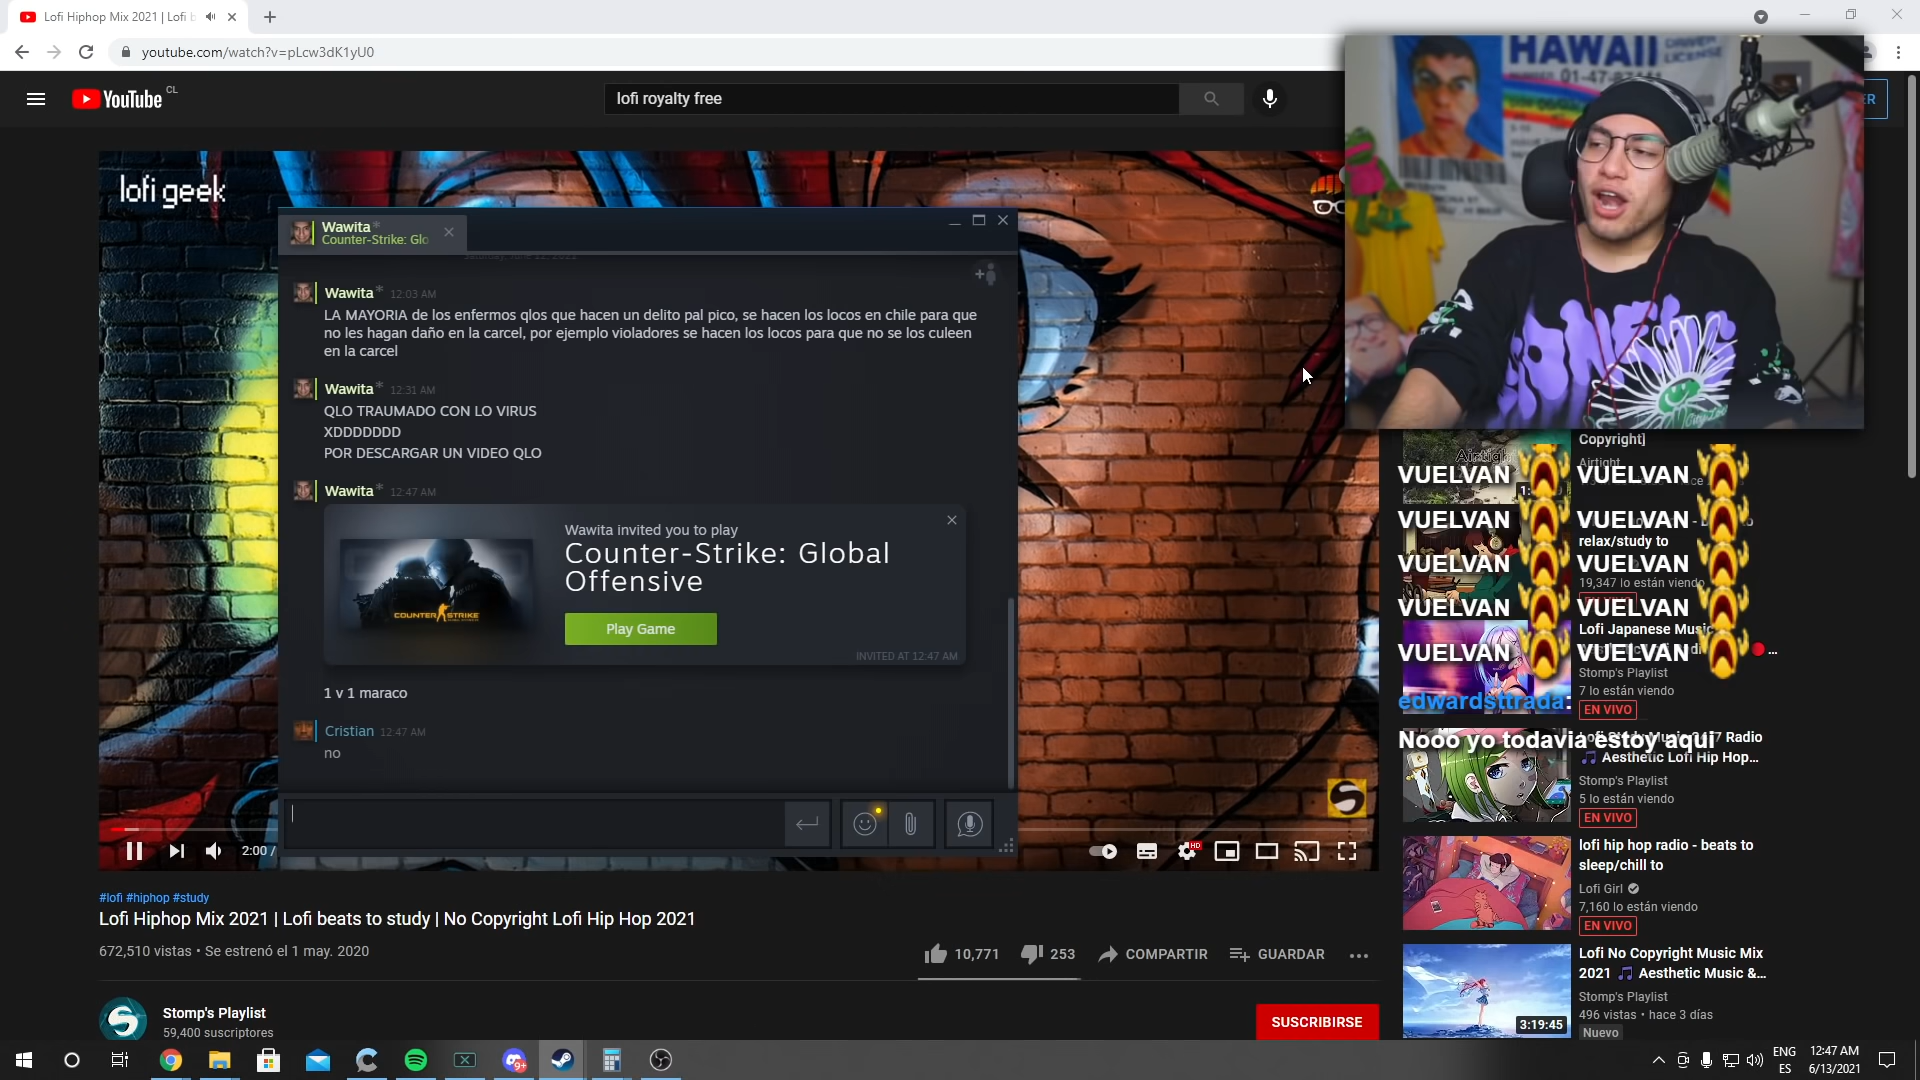 Lofi Hiphop Mix 2021 | Lofi b
youtube.com/watch?v=pLcw3dK1yU0
YouTube CL
lofi royalty free
HAWAII
LICENSE
lofi geek
Wawita*
Counter-Strike: Glo
Wawita* 12:03 AM
LA MAYORIA de los enfermos qlos que hacen un delito pal pico, se hacen los locos en chile para que
no les hagan daño en la carcel, por ejemplo violadores se hacen los locos para que no se los culeen
en la carcel
Wawita* 12:31 AM
QLO TRAUMADO CON LO VIRUS
XDDDDDDD
POR DESCARGAR UN VIDEO QLO
Wawita* 12:47 AM
Wawita invited you to play
Counter-Strike: Global
Offensive
COUNTER STRIKE
Play Game
INVITED AT 12:47 AM
1 v 1 maraco
Cristian 12:47 AM
no
2:00 /
HD
#lofi #hiphop #study
Lofi Hiphop Mix 2021 | Lofi beats to study | No Copyright Lofi Hip Hop 2021
672,510 vistas • Se estrenó el 1 may. 2020
10,771
253
COMPARTIR
GUARDAR
Stomp's Playlist
59,400 suscriptores
SUSCRIBIRSE
Copyright]
Airtight
VUELVAN VUELVAN
VUELVAN VUELVAN
relax/study to
VUELVAN VUELVAN
19,347 lo están viendo
VUELVAN VUELVAN
Lofi Japanese Music
VUELVAN VUELVAN
Stomp's Playlist
7 lo están viendo
EN VIVO
edwardsttrada:
Nooo yo todavia estoy aqui
7 Radio
Aesthetic Lofi Hip Hop...
Stomp's Playlist
5 lo están viendo
EN VIVO
lofi hip hop radio - beats to
sleep/chill to
Lofi Girl
7,160 lo están viendo
EN VIVO
Lofi No Copyright Music Mix
2021 🎵 Aesthetic Music &...
Stomp's Playlist
496 vistas • hace 3 días
Nuevo
3:19:45
9+
ENG
ES
12:47 AM
6/13/2021